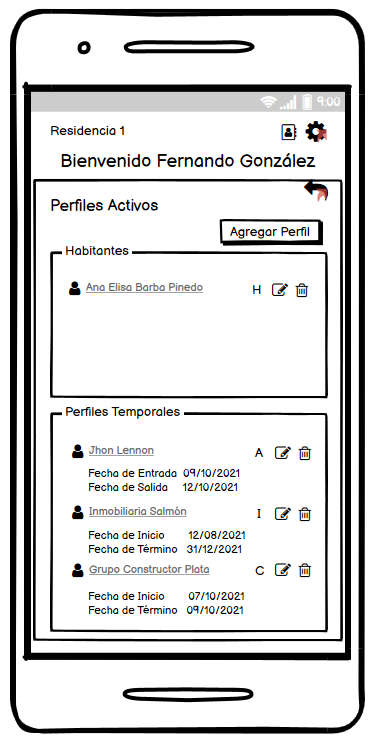 9:00
Residencia 1
Bienvenido Fernando González
Perfiles Activos
Agregar Perfil
Habitantes
Ana Elisa Barba Pinedo H
Perfiles Temporales
Jhon Lennon A
Fecha de Entrada 09/10/2021
Fecha de Salida 12/10/2021
Inmobiliaria Salmón I
Fecha de Inicio 12/08/2021
Fecha de Término 31/12/2021
Grupo Constructor Plata C
Fecha de Inicio 07/10/2021
Fecha de Término 09/10/2021